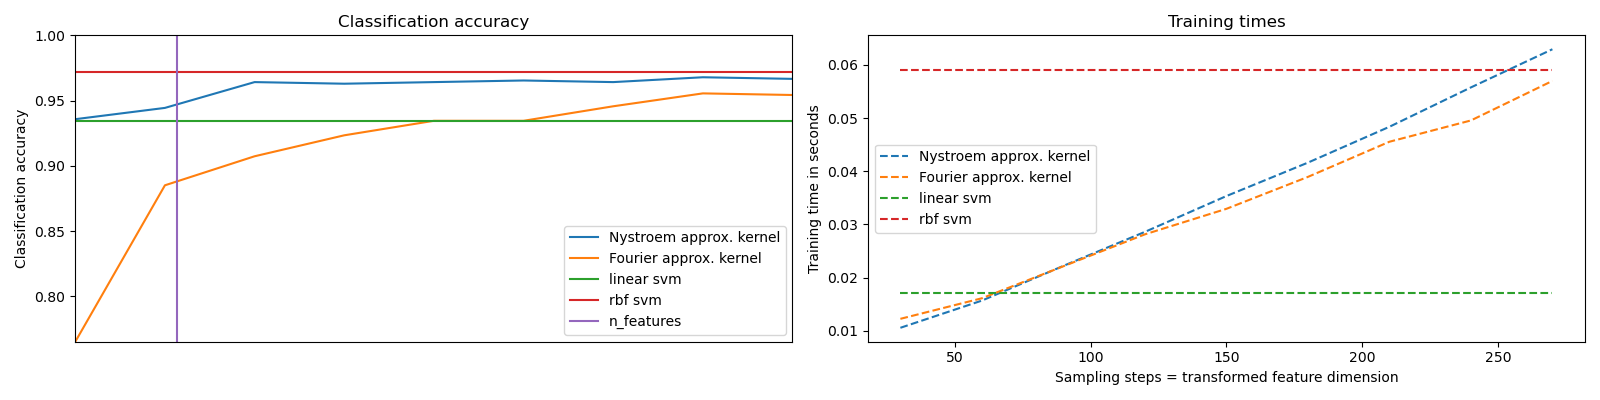 Classification accuracy
Classification accuracy
1.00
0.95
0.90
0.85
0.80
Nystroem approx. kernel
Fourier approx. kernel
linear svm
rbf svm
n_features
Training times
Training time in seconds
0.06
0.05
0.04
0.03
0.02
0.01
Nystroem approx. kernel
Fourier approx. kernel
linear svm
rbf svm
50 100 150 200 250
Sampling steps = transformed feature dimension